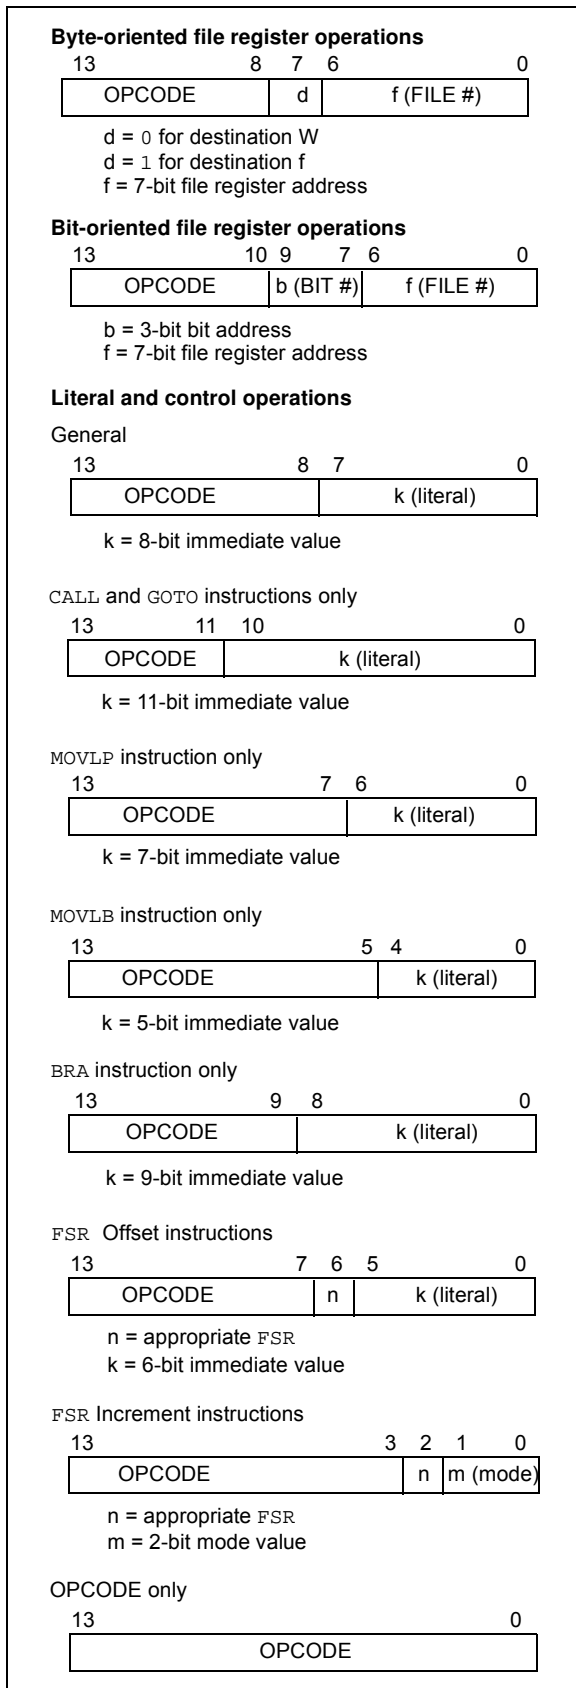 Byte-oriented file register operations
13 8 7 6 0
OPCODE d f (FILE #)
d = 0 for destination W
d = 1 for destination f
f = 7-bit file register address
Bit-oriented file register operations
13 10 9 7 6 0
OPCODE b (BIT #) f (FILE #)
b = 3-bit bit address
f = 7-bit file register address
Literal and control operations
General
13 8 7 0
OPCODE k (literal)
k = 8-bit immediate value
CALL and GOTO instructions only
13 11 10 0
OPCODE k (literal)
k = 11-bit immediate value
MOVLP instruction only
13 7 6 0
OPCODE k (literal)
k = 7-bit immediate value
MOVLB instruction only
13 5 4 0
OPCODE k (literal)
k = 5-bit immediate value
BRA instruction only
13 9 8 0
OPCODE k (literal)
k = 9-bit immediate value
FSR Offset instructions
13 7 6 5 0
OPCODE n k (literal)
n = appropriate FSR
k = 6-bit immediate value
FSR Increment instructions
13 3 2 1 0
OPCODE n m (mode)
n = appropriate FSR
m = 2-bit mode value
OPCODE only
13 0
OPCODE